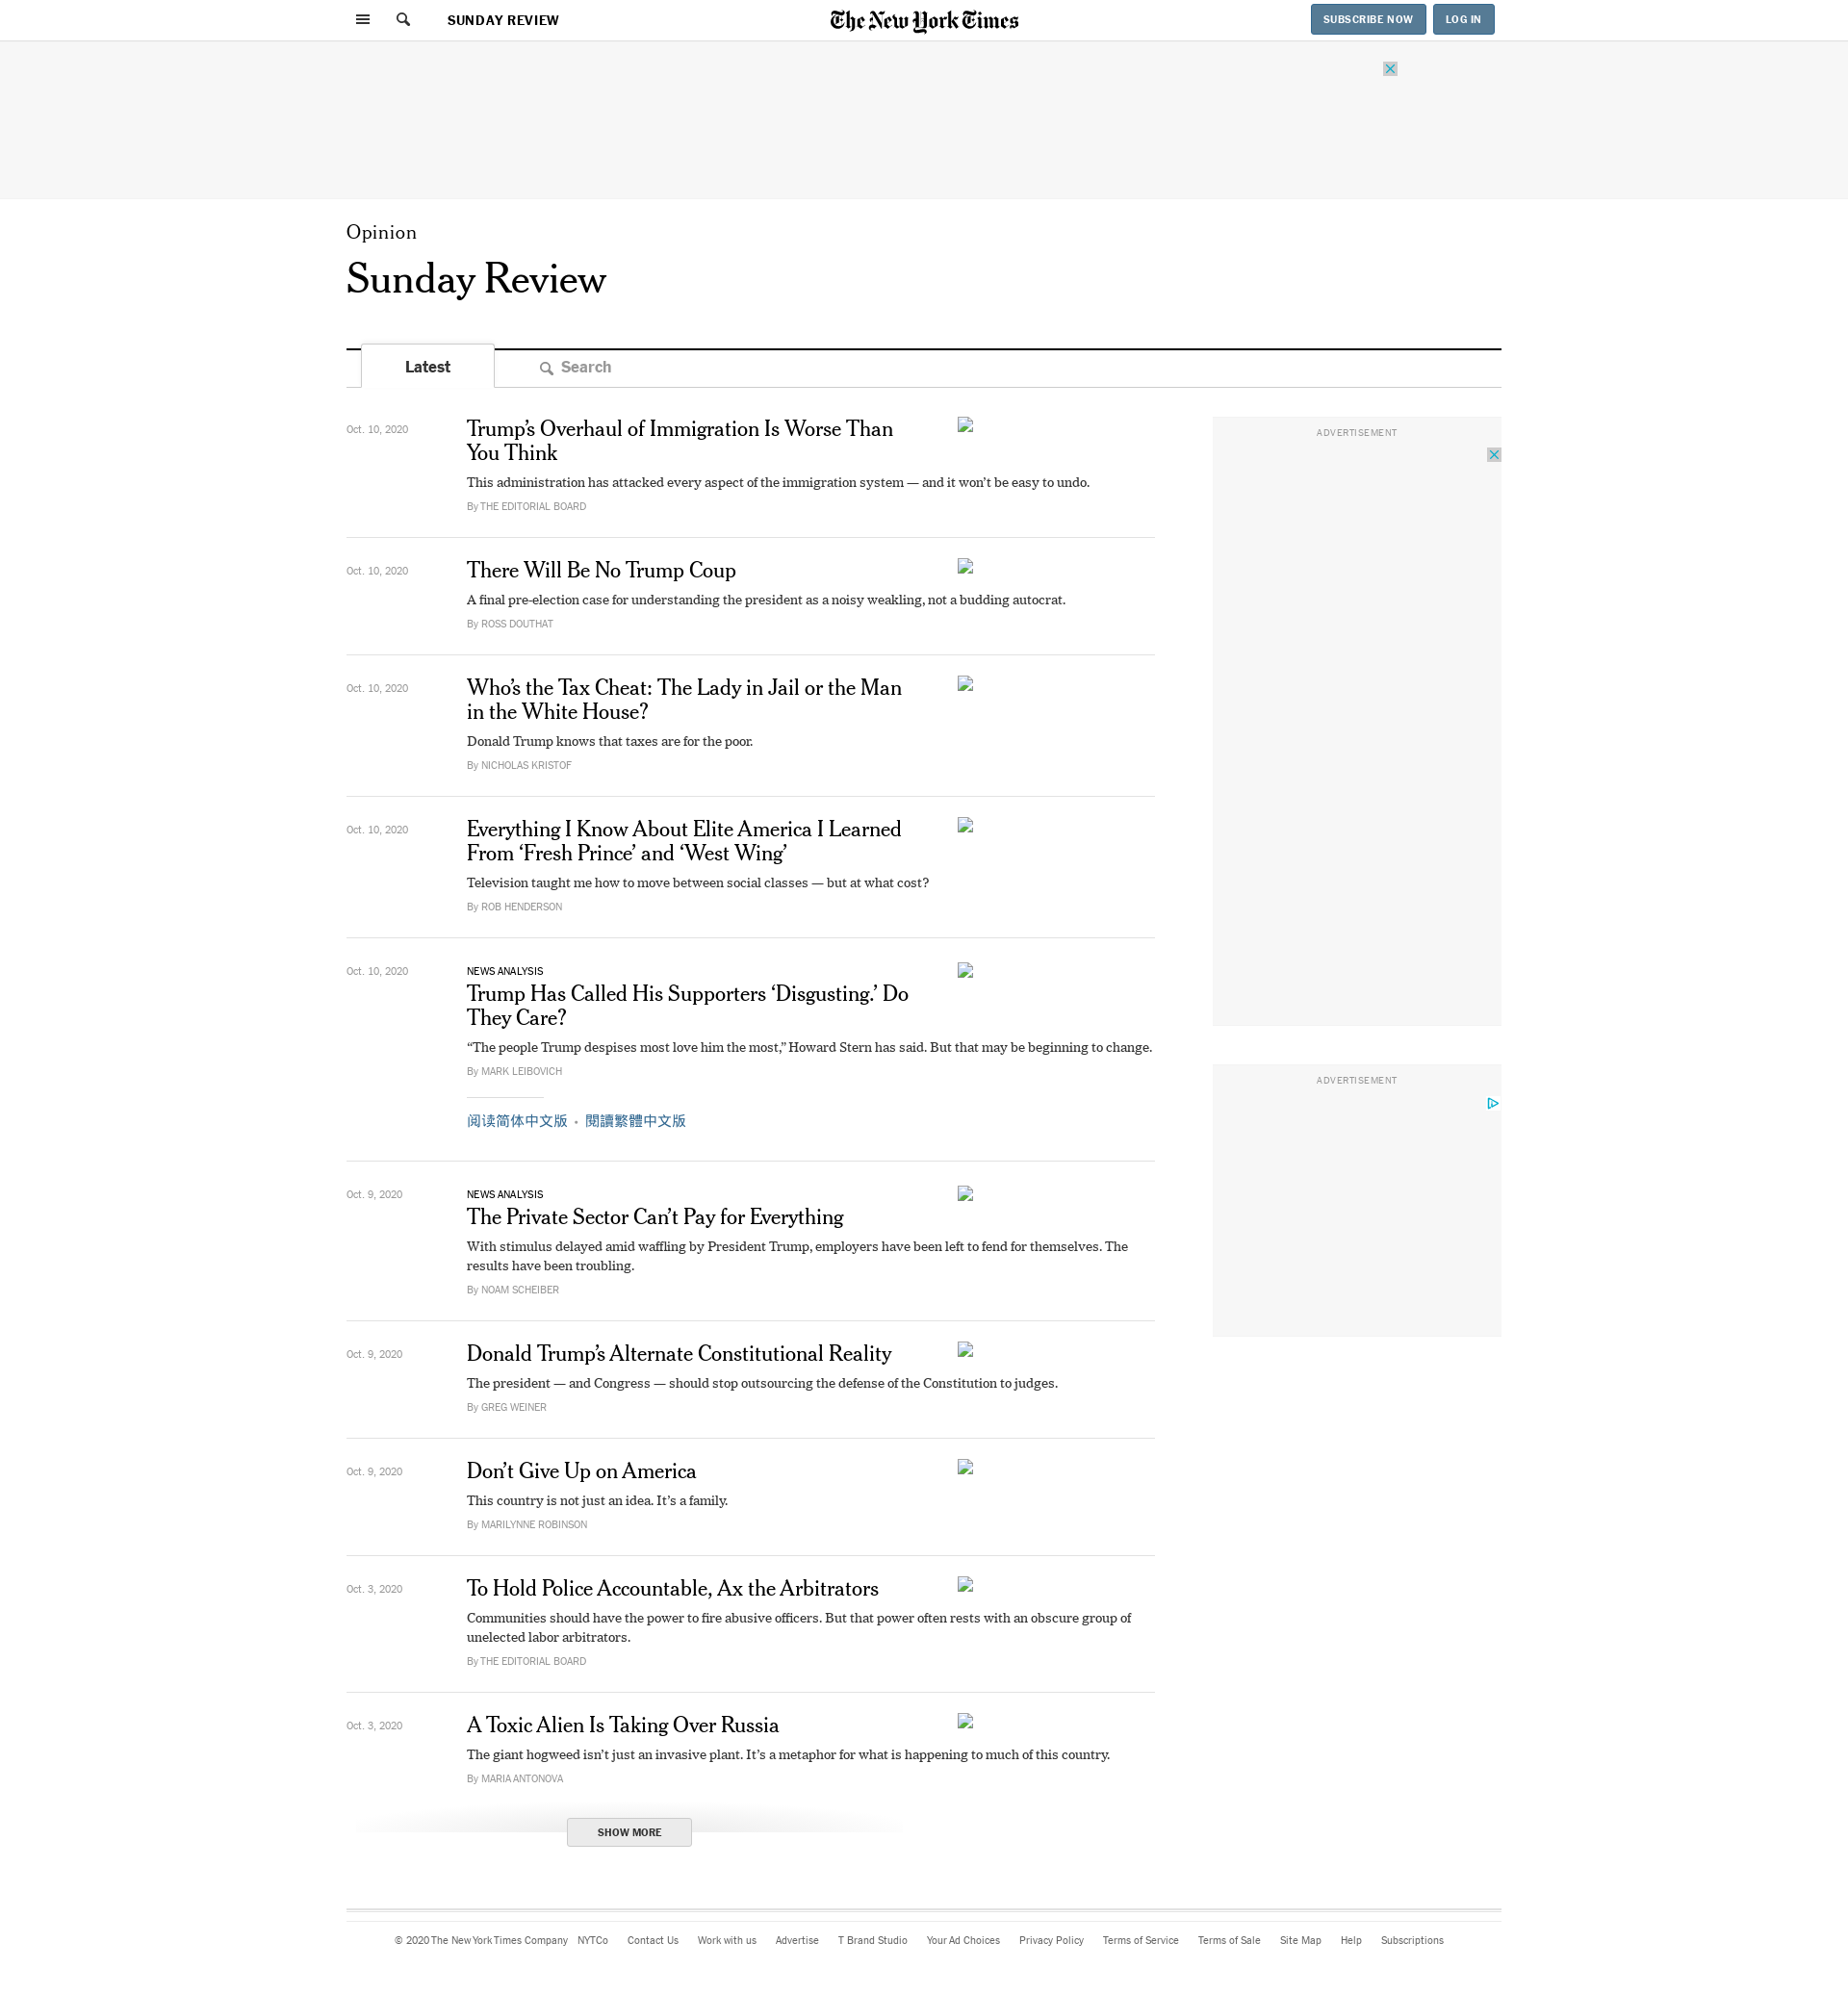 SUNDAY REVIEW
The New York Times
SUBSCRIBE NOW
LOG IN
Opinion
Sunday Review
Latest
Search
Oct. 10, 2020
Trump’s Overhaul of Immigration Is Worse Than
You Think
This administration has attacked every aspect of the immigration system — and it won’t be easy to undo.
By THE EDITORIAL BOARD
Oct. 10, 2020
There Will Be No Trump Coup
A final pre-election case for understanding the president as a noisy weakling, not a budding autocrat.
By ROSS DOUTHAT
Oct. 10, 2020
Who’s the Tax Cheat: The Lady in Jail or the Man
in the White House?
Donald Trump knows that taxes are for the poor.
By NICHOLAS KRISTOF
Oct. 10, 2020
Everything I Know About Elite America I Learned
From ‘Fresh Prince’ and ‘West Wing’
Television taught me how to move between social classes — but at what cost?
By ROB HENDERSON
Oct. 10, 2020
NEWS ANALYSIS
Trump Has Called His Supporters ‘Disgusting.’ Do
They Care?
“The people Trump despises most love him the most,” Howard Stern has said. But that may be beginning to change.
By MARK LEIBOVICH
阅读简体中文版 • 閱讀繁體中文版
Oct. 9, 2020
NEWS ANALYSIS
The Private Sector Can’t Pay for Everything
With stimulus delayed amid waffling by President Trump, employers have been left to fend for themselves. The
results have been troubling.
By NOAM SCHEIBER
Oct. 9, 2020
Donald Trump’s Alternate Constitutional Reality
The president — and Congress — should stop outsourcing the defense of the Constitution to judges.
By GREG WEINER
Oct. 9, 2020
Don’t Give Up on America
This country is not just an idea. It’s a family.
By MARILYNNE ROBINSON
Oct. 3, 2020
To Hold Police Accountable, Ax the Arbitrators
Communities should have the power to fire abusive officers. But that power often rests with an obscure group of
unelected labor arbitrators.
By THE EDITORIAL BOARD
Oct. 3, 2020
A Toxic Alien Is Taking Over Russia
The giant hogweed isn’t just an invasive plant. It’s a metaphor for what is happening to much of this country.
By MARIA ANTONOVA
SHOW MORE
ADVERTISEMENT
ADVERTISEMENT
© 2020 The New York Times Company NYTCo Contact Us Work with us Advertise T Brand Studio Your Ad Choices Privacy Policy Terms of Service Terms of Sale Site Map Help Subscriptions